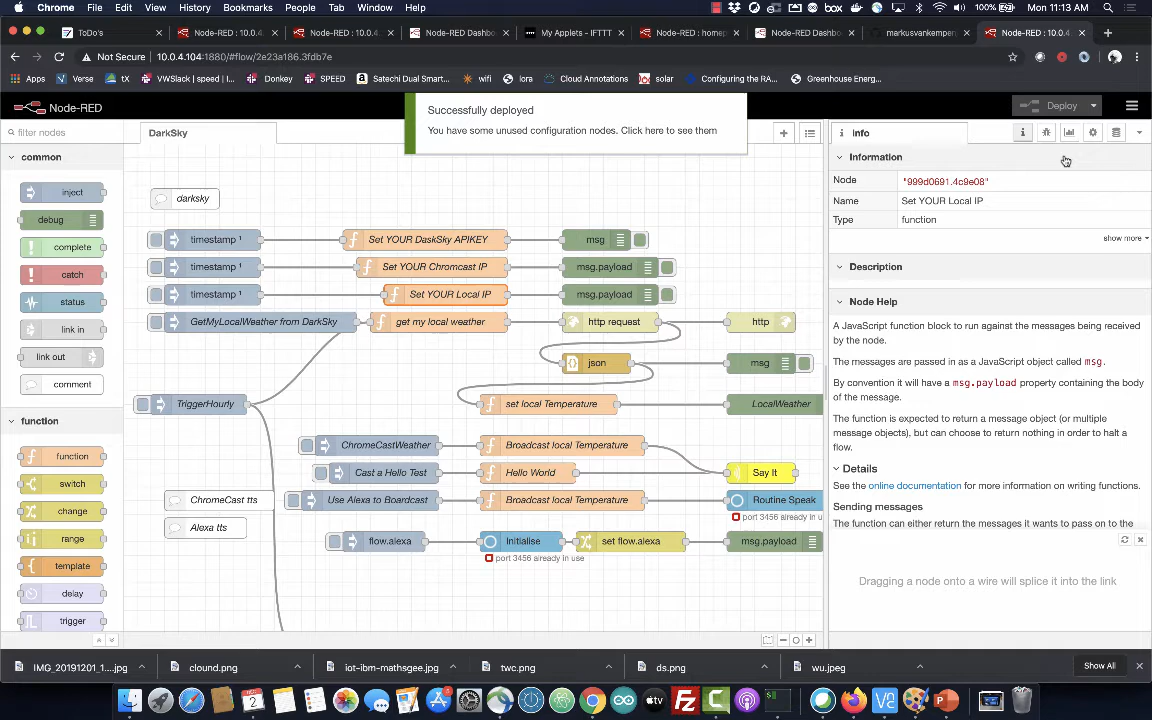 Chrome File Edit View History Bookmarks People Tab Window Help
box 100% Mon 11:13 AM
ToDo's
Node-RED : 10.0.4
Node-RED : 10.0.4
Node-RED Dashbo
My Applets - IFTTT
Node-RED : home
Node-RED Dashbo
markusvankemper
Node-RED : 10.0.4
Not Secure 10.0.4.104:1880/#flow/2e23a186.3fdb7e
Apps Verse TX VWSlack | speed | I... Donkey SPEED Satechi Dual Smart... wifi lora Cloud Annotations solar Configuring the RA... Greenhouse Energ...
Node-RED
Deploy
Successfully deployed
You have some unused configuration nodes. Click here to see them
filter nodes
DarkSky
i info
common
inject
debug
complete
catch
status
link in
link out
comment
function
function
switch
change
range
template
delay
trigger
darksky
timestamp ¹ Set YOUR DaskSky APIKEY msg
timestamp ¹ Set YOUR Chromcast IP msg.payload
timestamp ¹ Set YOUR Local IP msg.payload
GetMyLocalWeather from DarkSky get my local weather http request http
json msg
TriggerHourly set local Temperature LocalWeather
ChromeCastWeather Broadcast local Temperature
Cast a Hello Test Hello World Say It
ChromeCast tts Use Alexa to Boardcast Broadcast local Temperature Routine Speak
port 3456 already in u
Alexa tts
flow.alexa Initialise set flow.alexa msg.payload
port 3456 already in use
Information
Node "999d0691.4c9e08"
Name Set YOUR Local IP
Type function
show more
Description
Node Help
A JavaScript function block to run against the messages being received
by the node.
The messages are passed in as a JavaScript object called msg.
By convention it will have a msg.payload property containing the body
of the message.
The function is expected to return a message object (or multiple
message objects), but can choose to return nothing in order to halt a
flow.
Details
See the online documentation for more information on writing functions.
Sending messages
The function can either return the messages it wants to pass on to the
Dragging a node onto a wire will splice it into the link
IMG_20191201_1....jpg
clound.png
iot-ibm-mathsgee.jpg
twc.png
ds.png
wu.jpeg
Show All